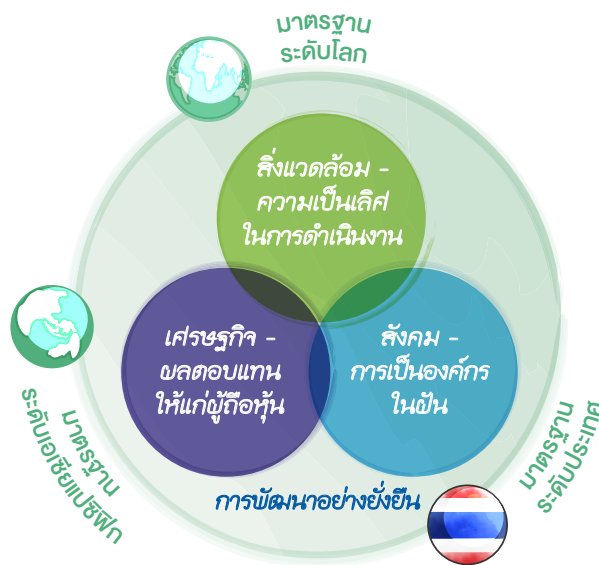 มาตรฐาน
ระดับโลก
สิ่งแวดล้อม -
ความเป็นเลิศ
ในการดำเนินงาน
เศรษฐกิจ -
ผลตอบแทน
ให้แก่ผู้ถือหุ้น
สังคม -
การเป็นองค์กร
ในฝัน
มาตรฐาน
ระดับเอเชียแปซิฟิก
มาตรฐาน
ระดับประเทศ
การพัฒนาอย่างยั่งยืน